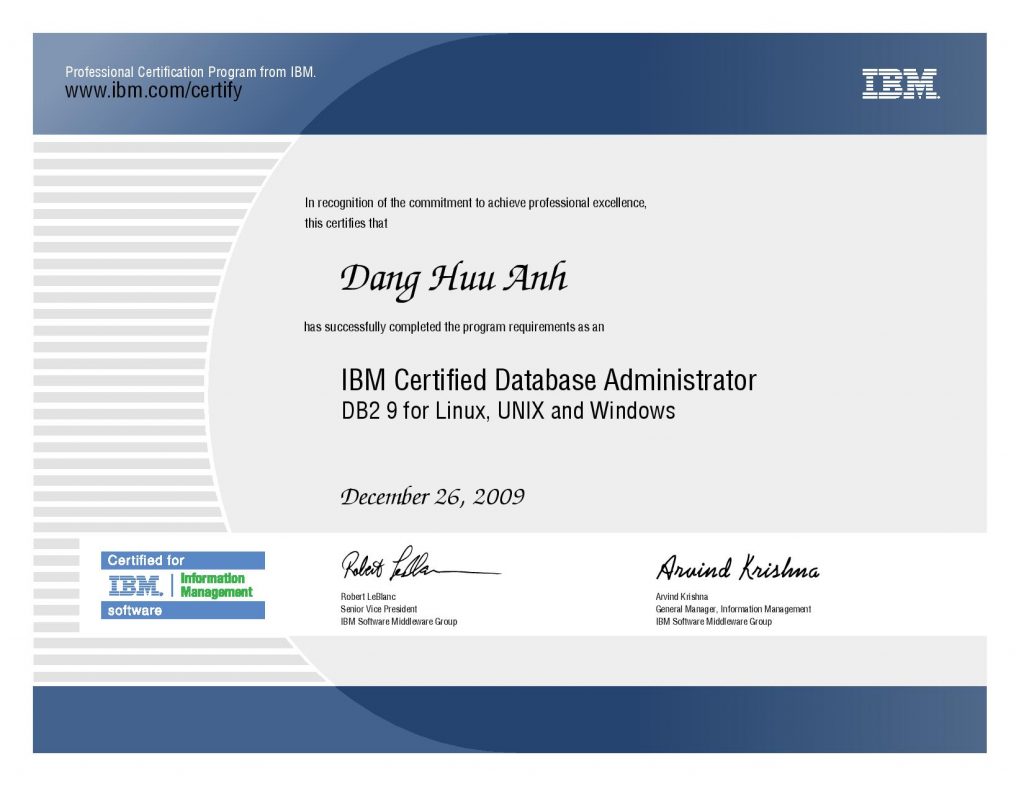 Professional Certification Program from IBM.
www.ibm.com/certify
IBM.
In recognition of the commitment to achieve professional excellence,
this certifies that
Dang Huu Anh
has successfully completed the program requirements as an
IBM Certified Database Administrator
DB2 9 for Linux, UNIX and Windows
December 26, 2009
Certified for
IBM. | Information
Management
software
Robert LeBlanc
Robert LeBlanc
Senior Vice President
IBM Software Middleware Group
Arvind Krishna
Arvind Krishna
General Manager, Information Management
IBM Software Middleware Group